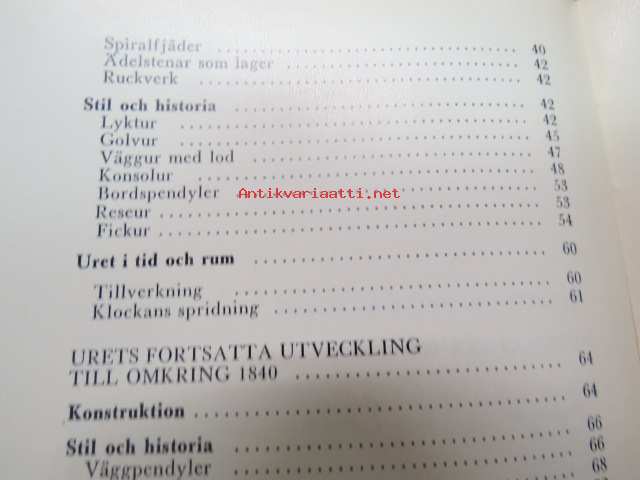 Spiralfjäder 40
Ädelstenar som lager 42
Ruckverk 42
Stil och historia 42
Lyktur 42
Golvur 45
Väggur med lod 47
Konsolur 48
Bordspendyler 53
Antikvariaatti.net
Reseur 53
Fickur 54
Uret i tid och rum 60
Tillverkning 60
Klockans spridning 61
URETS FORTSATTA UTVECKLING
TILL OMKRING 1840 64
Konstruktion 64
Stil och historia 66
Väggpendyler 66
68